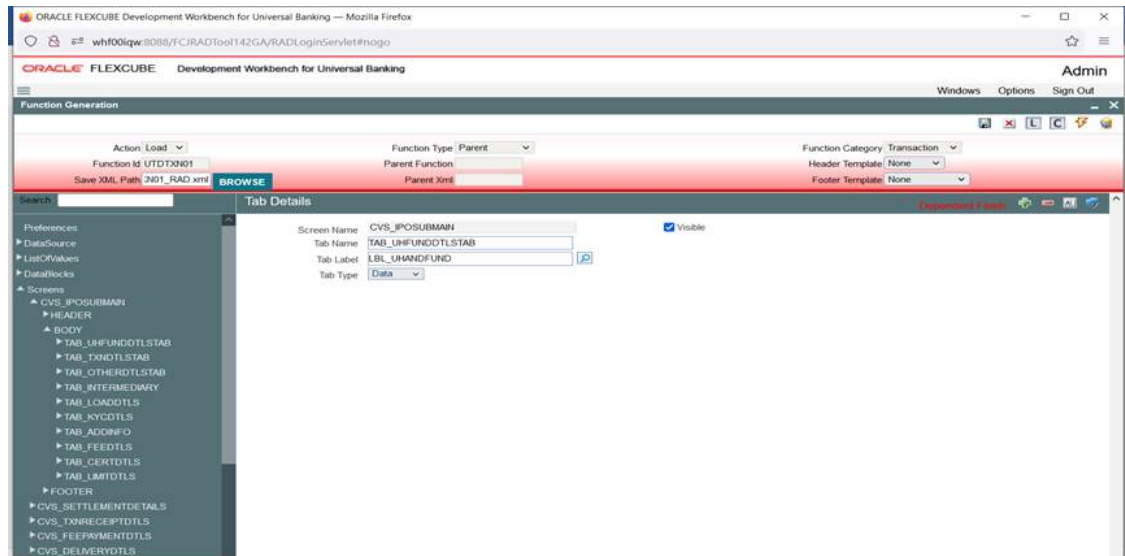 ORACLE FLEXCUBE Development Workbench for Universal Banking — Mozilla Firefox
whf00iqw:8088/FCJRADTool142GA/RADLoginServlet#nogo
ORACLE FLEXCUBE Development Workbench for Universal Banking Admin
Windows Options Sign Out
Function Generation
Action Load Function Type Parent Function Category Transaction
Function Id UTDTXN01 Parent Function Header Template None
Save XML Path 3N01_RAD.xml BROWSE Parent Xml Footer Template None
Search Tab Details Dependent Fields
Preferences
DataSource
ListOfValues
DataBlocks
Screens
CVS_IPOSUBMAIN
HEADER
BODY
TAB_UHFUNDDTLSTAB
TAB_TXNDTLSTAB
TAB_OTHERDTLSTAB
TAB_INTERMEDIARY
TAB_LOADDTLS
TAB_KYCDTLS
TAB_ADDINFO
TAB_FEEDTLS
TAB_CERTDTLS
TAB_LIMITDTLS
FOOTER
CVS_SETTLEMENTDETAILS
CVS_TXNRECEIPTDTLS
CVS_FEEPAYMENTDTLS
CVS_DELIVERYDTLS
Screen Name CVS_IPOSUBMAIN Visible
Tab Name TAB_UHFUNDDTLSTAB
Tab Label LBL_UHANDFUND
Tab Type Data